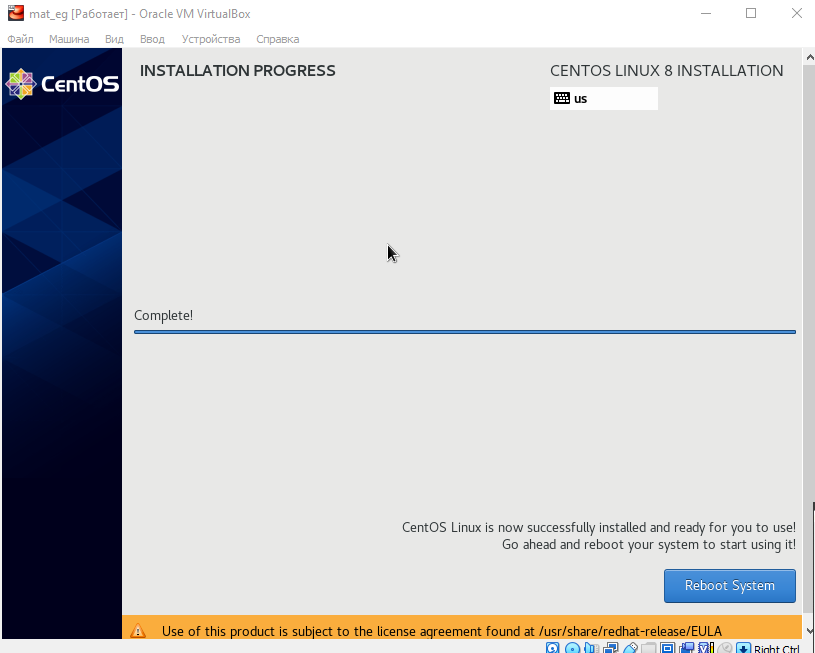 mat_eg [Работает] - Oracle VM VirtualBox
Файл Машина Вид Ввод Устройства Справка
CentOS
INSTALLATION PROGRESS
CENTOS LINUX 8 INSTALLATION
us
Complete!
CentOS Linux is now successfully installed and ready for you to use!
Go ahead and reboot your system to start using it!
Reboot System
Use of this product is subject to the license agreement found at /usr/share/redhat-release/EULA
Right Ctrl